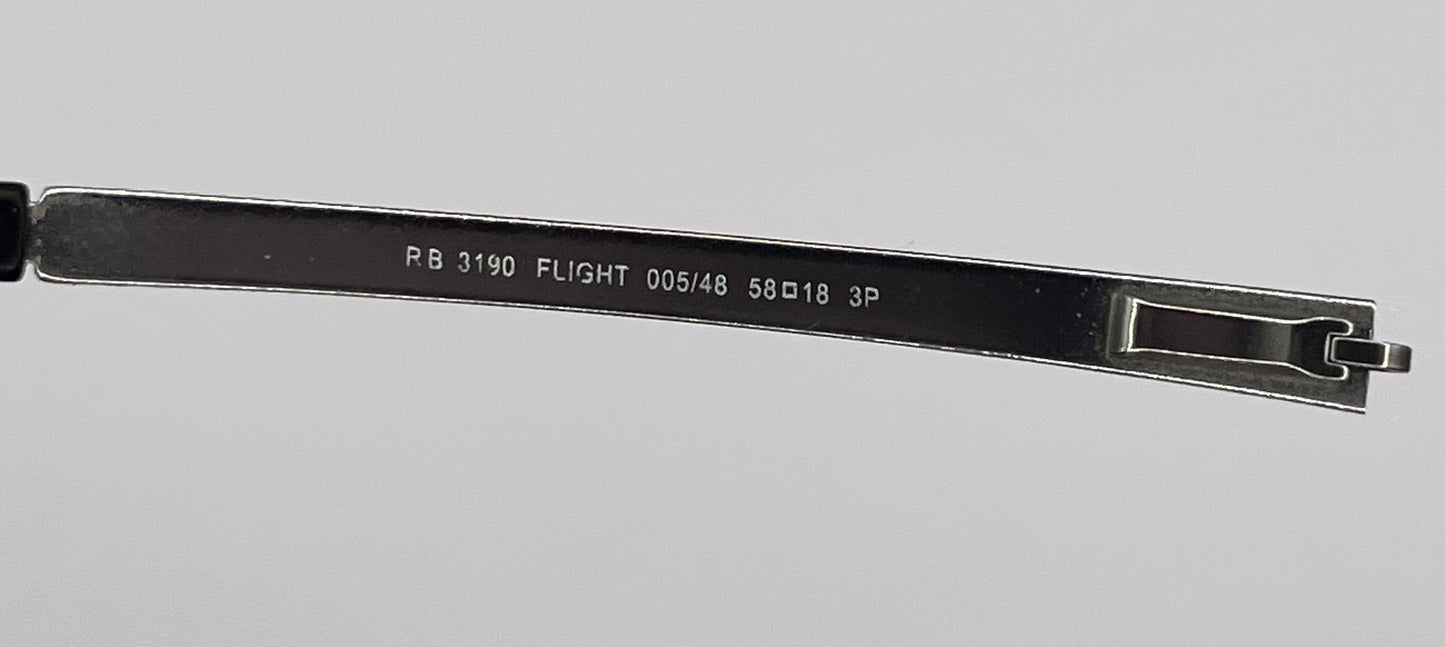 RB 3190 FLIGHT 005/48 58□18 3P